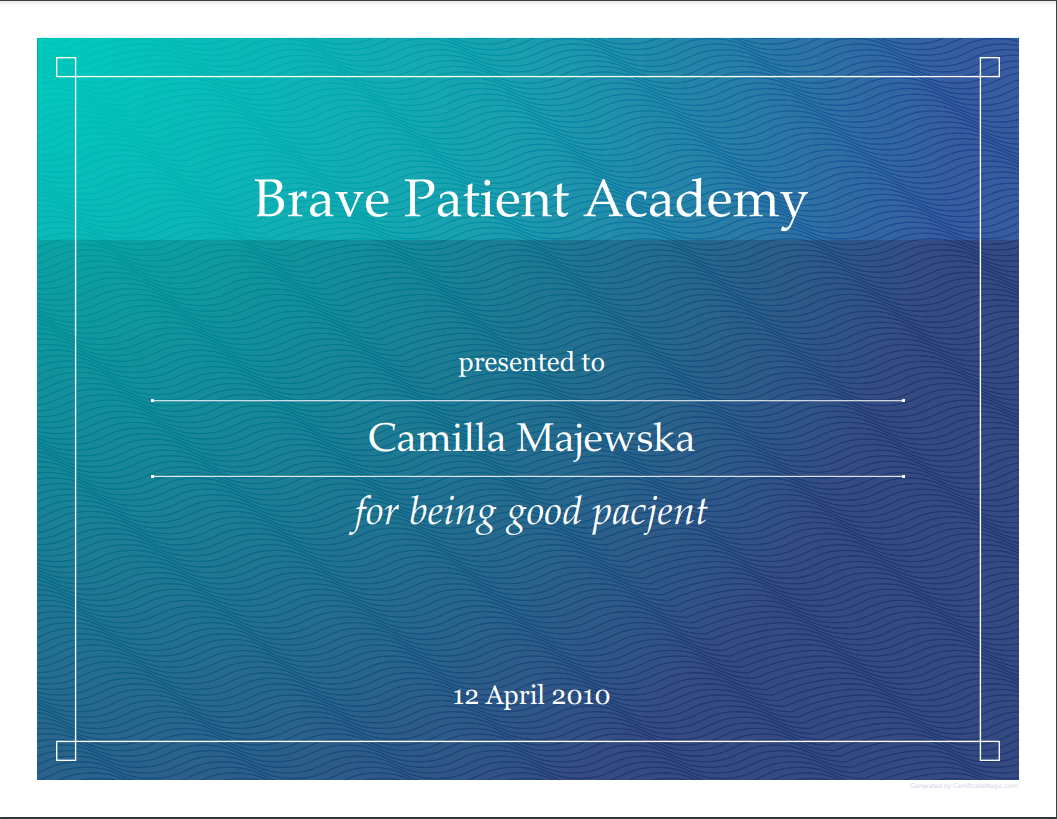 Brave Patient Academy
presented to
Camilla Majewska
for being good pacjent
12 April 2010
Generated by CertificateMagic.com